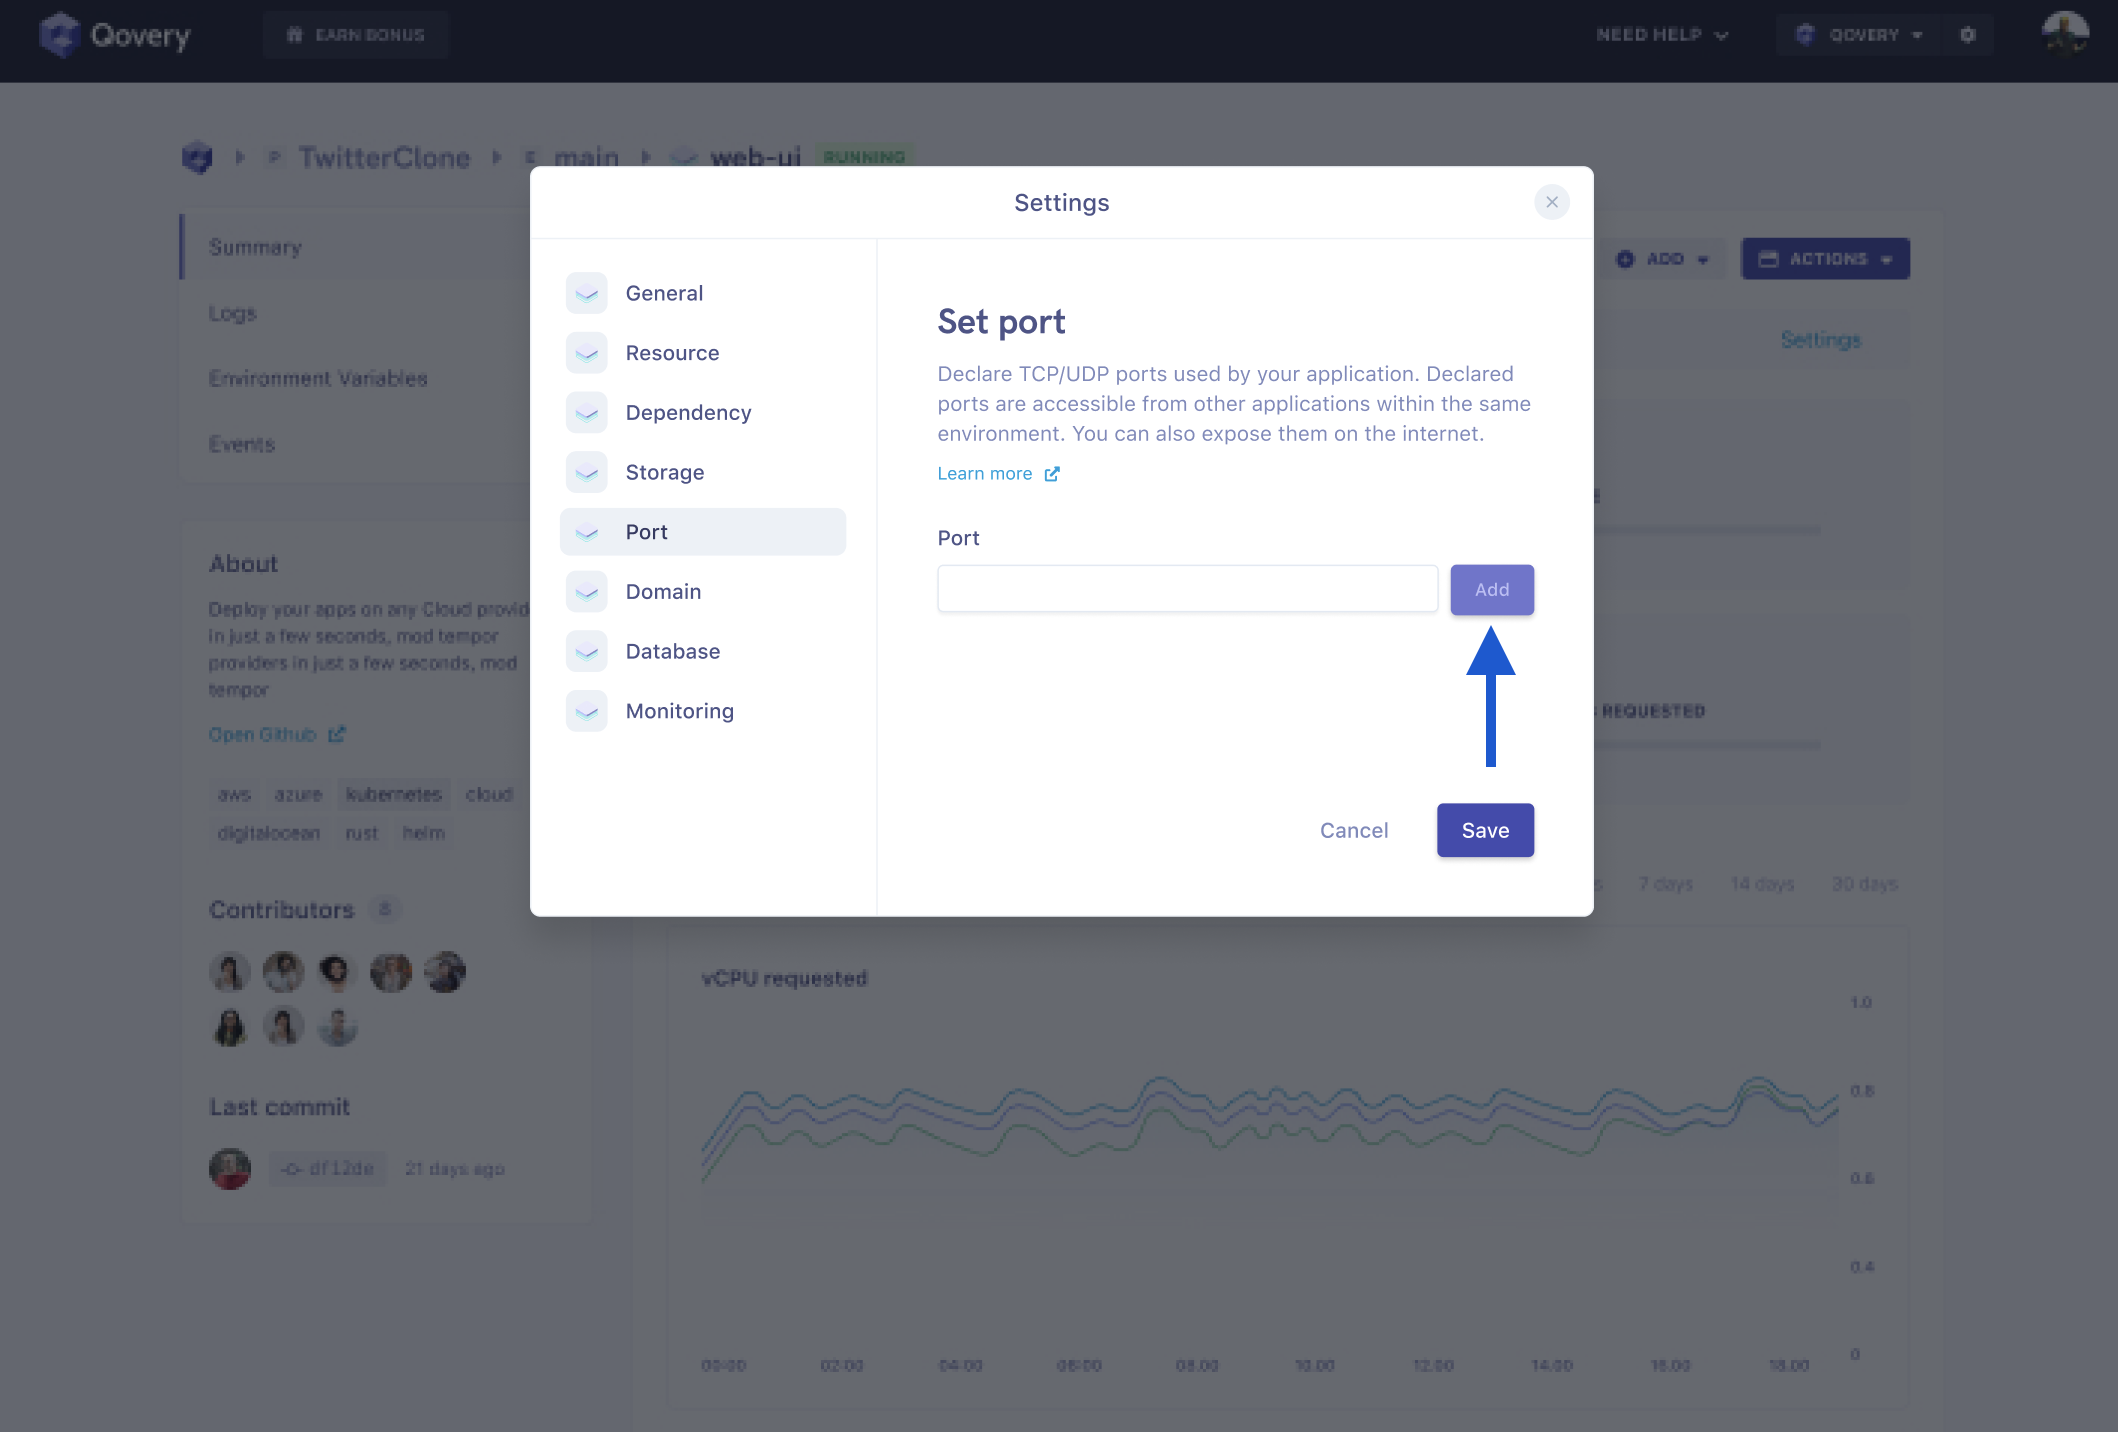 Qovery
EARN BONUS
NEED HELP
QOVERY
P TwitterClone
E main
web-ui
RUNNING
Summary
Logs
Environment Variables
Events
ADD
ACTIONS
Settings
Settings
General
Resource
Dependency
Storage
Port
Domain
Database
Monitoring
Set port
Declare TCP/UDP ports used by your application. Declared
ports are accessible from other applications within the same
environment. You can also expose them on the internet.
Learn more
Port
Add
Cancel
Save
About
Deploy your apps on any Cloud provid
in just a few seconds, mod tempor
providers in just a few seconds, mod
tempor
Open Github
aws azure kubernetes cloud
digitalocean rust helm
Contributors 8
Last commit
df12de 21 days ago
REQUESTED
7 days 14 days 30 days
vCPU requested
1.0
0.8
0.6
0.4
0
00:00 02:00 04:00 06:00 08.00 10.00 12.00 14.00 16.00 18.00